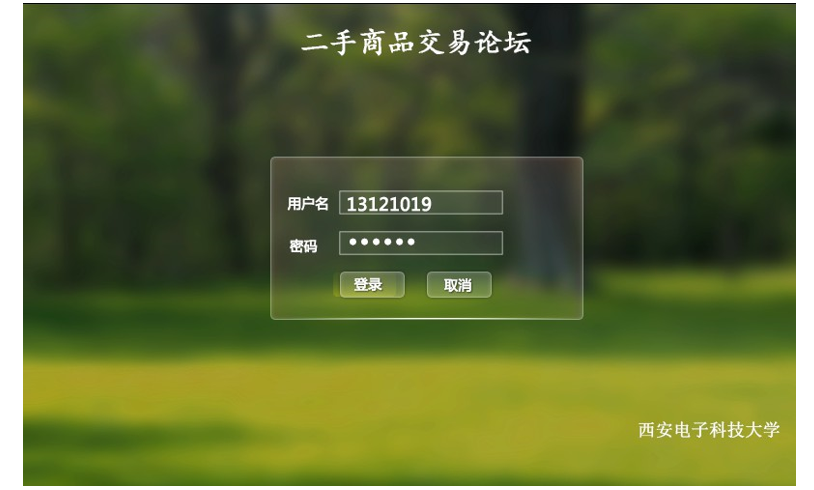 二手商品交易论坛
用户名 13121019
密码 ••••••
登录 取消
西安电子科技大学